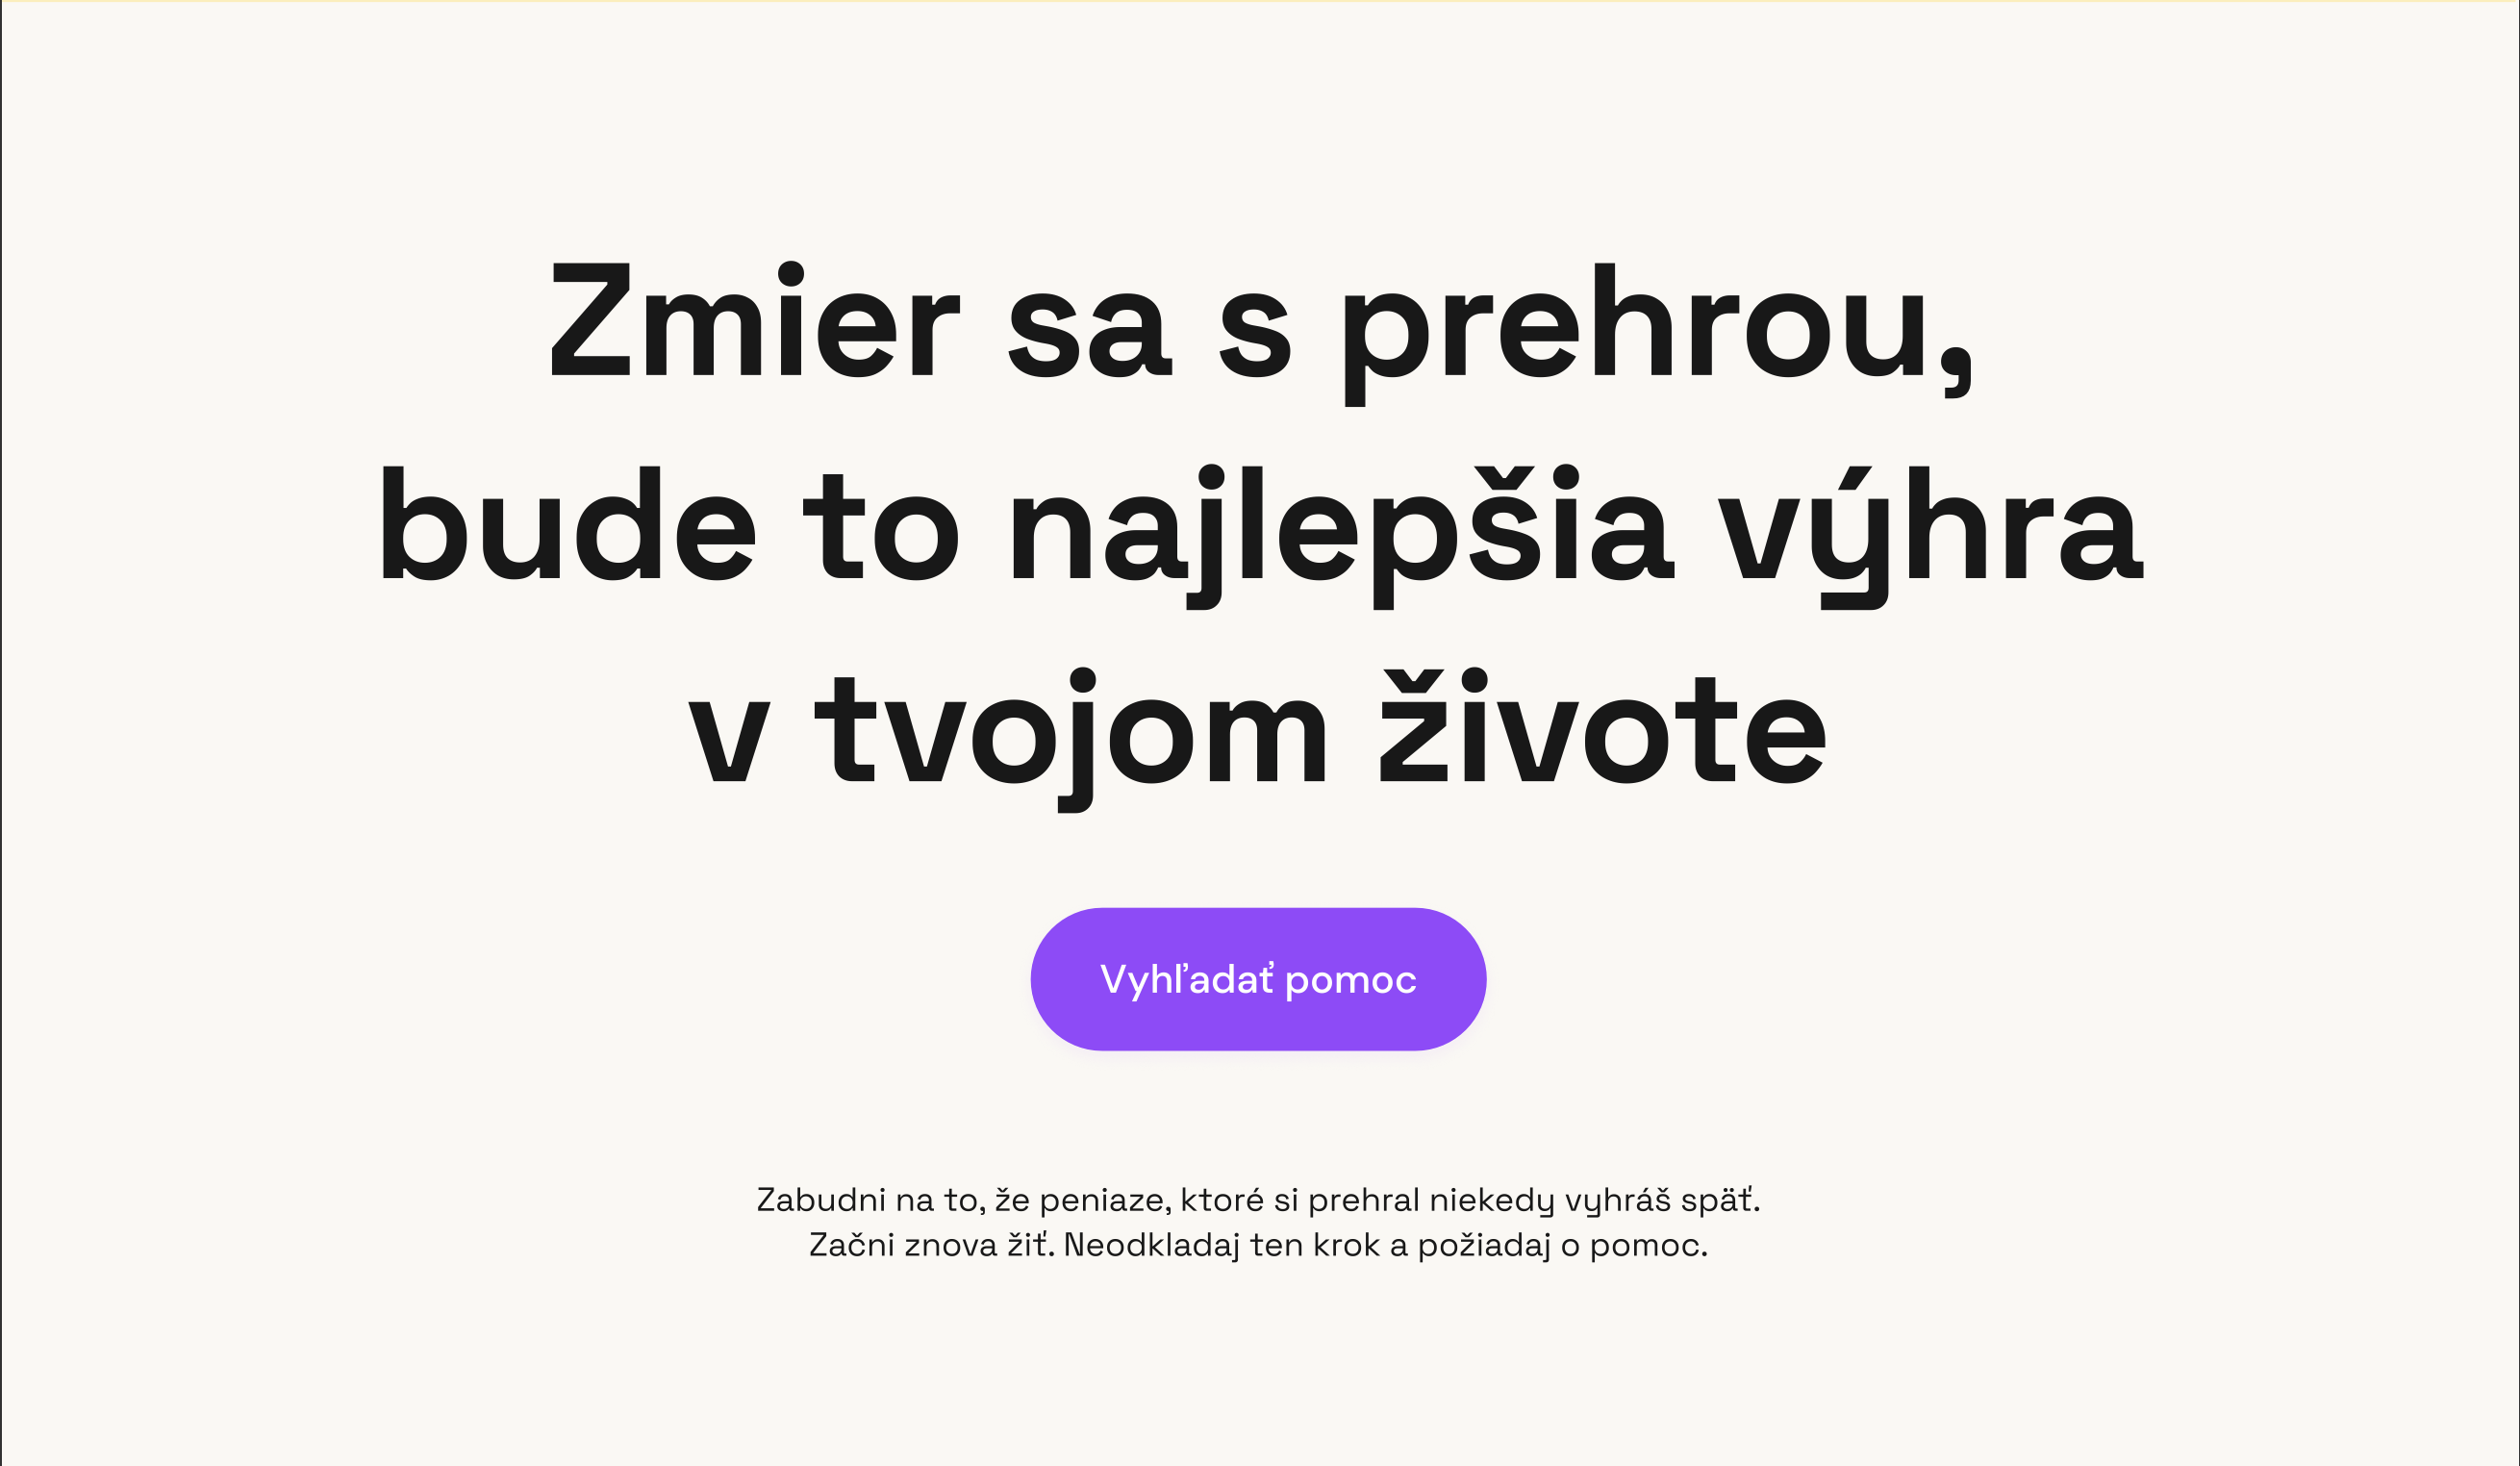 Zmier sa s prehrou,
bude to najlepšia výhra
v tvojom živote
Vyhľadať pomoc
Zabudni na to, že peniaze, ktoré si prehral niekedy vyhráš späť.
Začni znova žiť. Neodkladaj ten krok a požiadaj o pomoc.